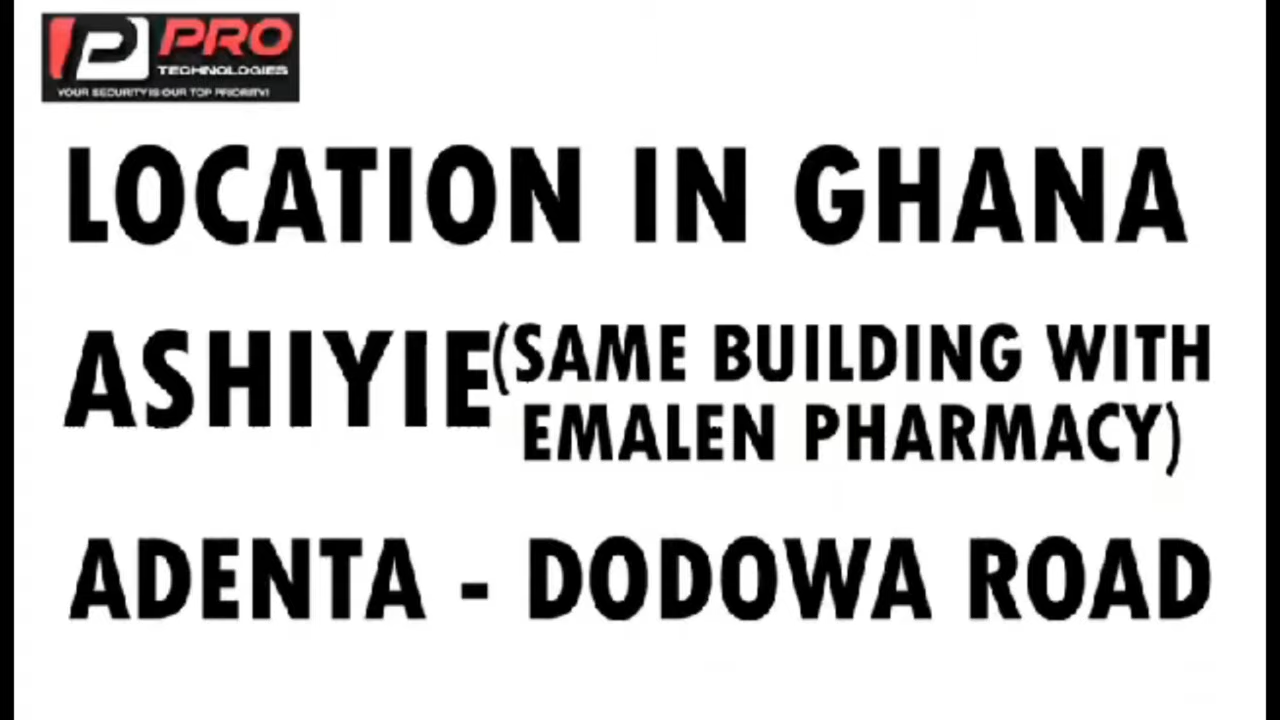 PRO
TECHNOLOGIES
YOUR SECURITY IS OUR TOP PRIORITY!
LOCATION IN GHANA
ASHIYIE (SAME BUILDING WITH
EMALEN PHARMACY)
ADENTA - DODOWA ROAD